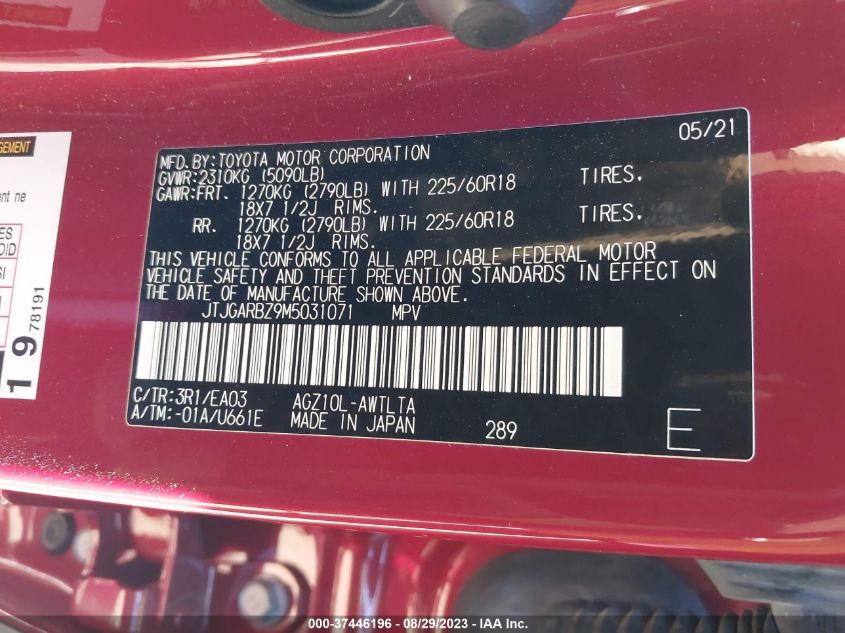 05/21
MFD. BY: TOYOTA MOTOR CORPORATION
GVWR: 2310KG (5090LB)
GAWR: FRT. 1270KG (2790LB) WITH 225/60R18 TIRES.
18X7 1/2J RIMS.
RR. 1270KG (2790LB) WITH 225/60R18 TIRES.
18X7 1/2J RIMS.
THIS VEHICLE CONFORMS TO ALL APPLICABLE FEDERAL MOTOR
VEHICLE SAFETY AND THEFT PREVENTION STANDARDS IN EFFECT ON
THE DATE OF MANUFACTURE SHOWN ABOVE.
JTJGARBZ9M5031071 MPV
C/TR: 3R1/EA03 AGZ10L-AWTLTA
A/TM: -01A/U661E MADE IN JAPAN 289 E
nt ne
1 9 78191
000-37446196 - 08/29/2023 - IAA Inc.